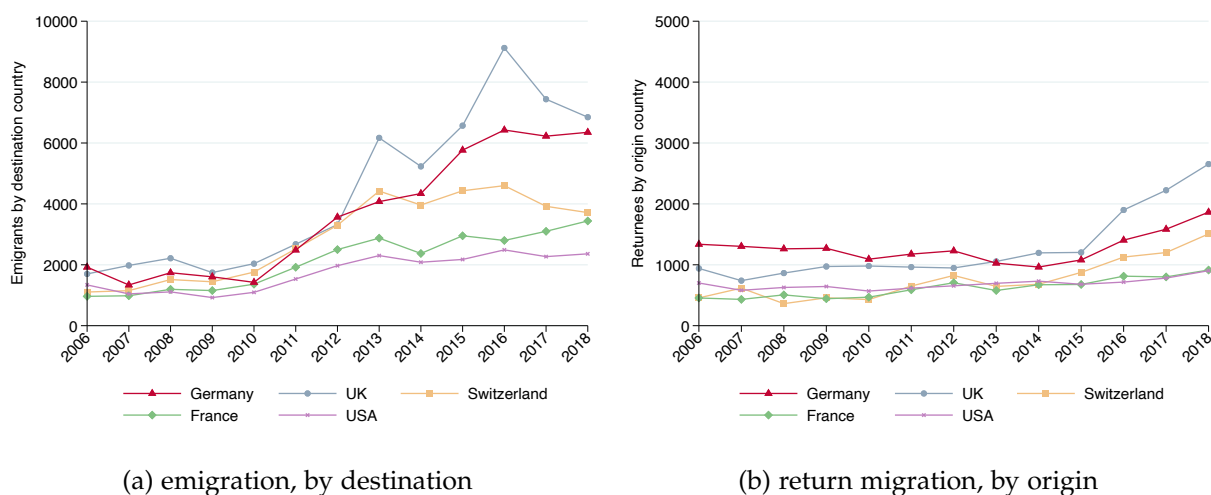 Emigrants by destination country
10000
8000
6000
4000
2000
0
2006 2007 2008 2009 2010 2011 2012 2013 2014 2015 2016 2017 2018
Germany UK Switzerland
France USA
(a) emigration, by destination
Returnees by origin country
5000
4000
3000
2000
1000
0
2006 2007 2008 2009 2010 2011 2012 2013 2014 2015 2016 2017 2018
Germany UK Switzerland
France USA
(b) return migration, by origin